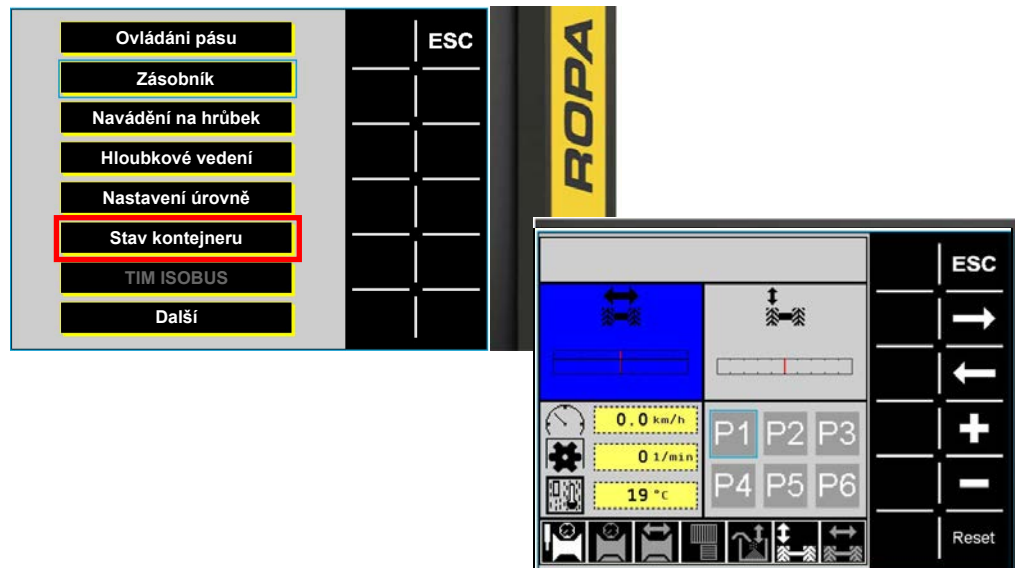 Ovládáni pásu
ESC
Zásobník
Navádění na hrůbek
Hloubkové vedení
Nastavení úrovně
Stav kontejneru
TIM ISOBUS
Další
ROPA
ESC
0.0 km/h
0 1/min
19 °C
P1 P2 P3
P4 P5 P6
Reset